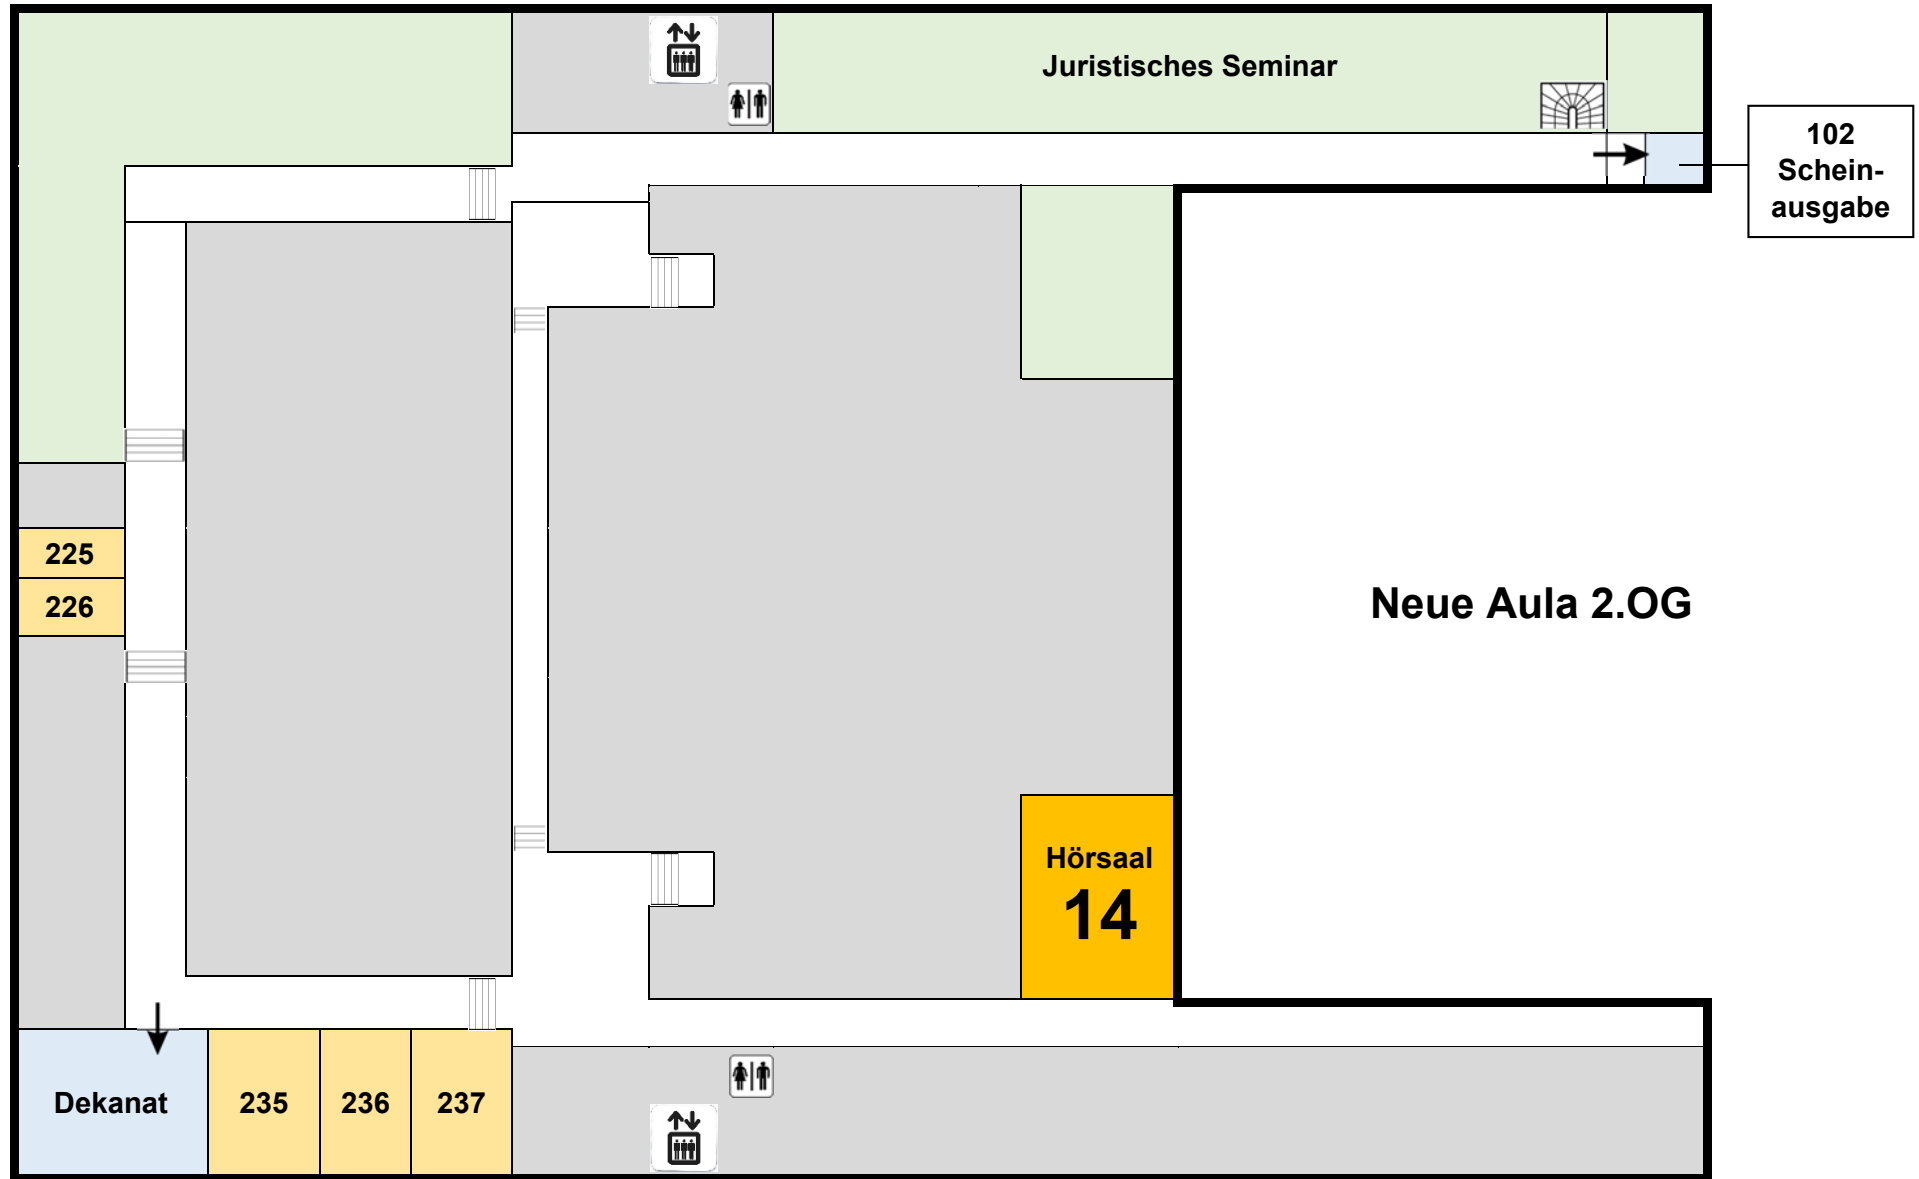 Juristisches Seminar
102
Schein-
ausgabe
225
226
Neue Aula 2.OG
Hörsaal
14
Dekanat
235
236
237